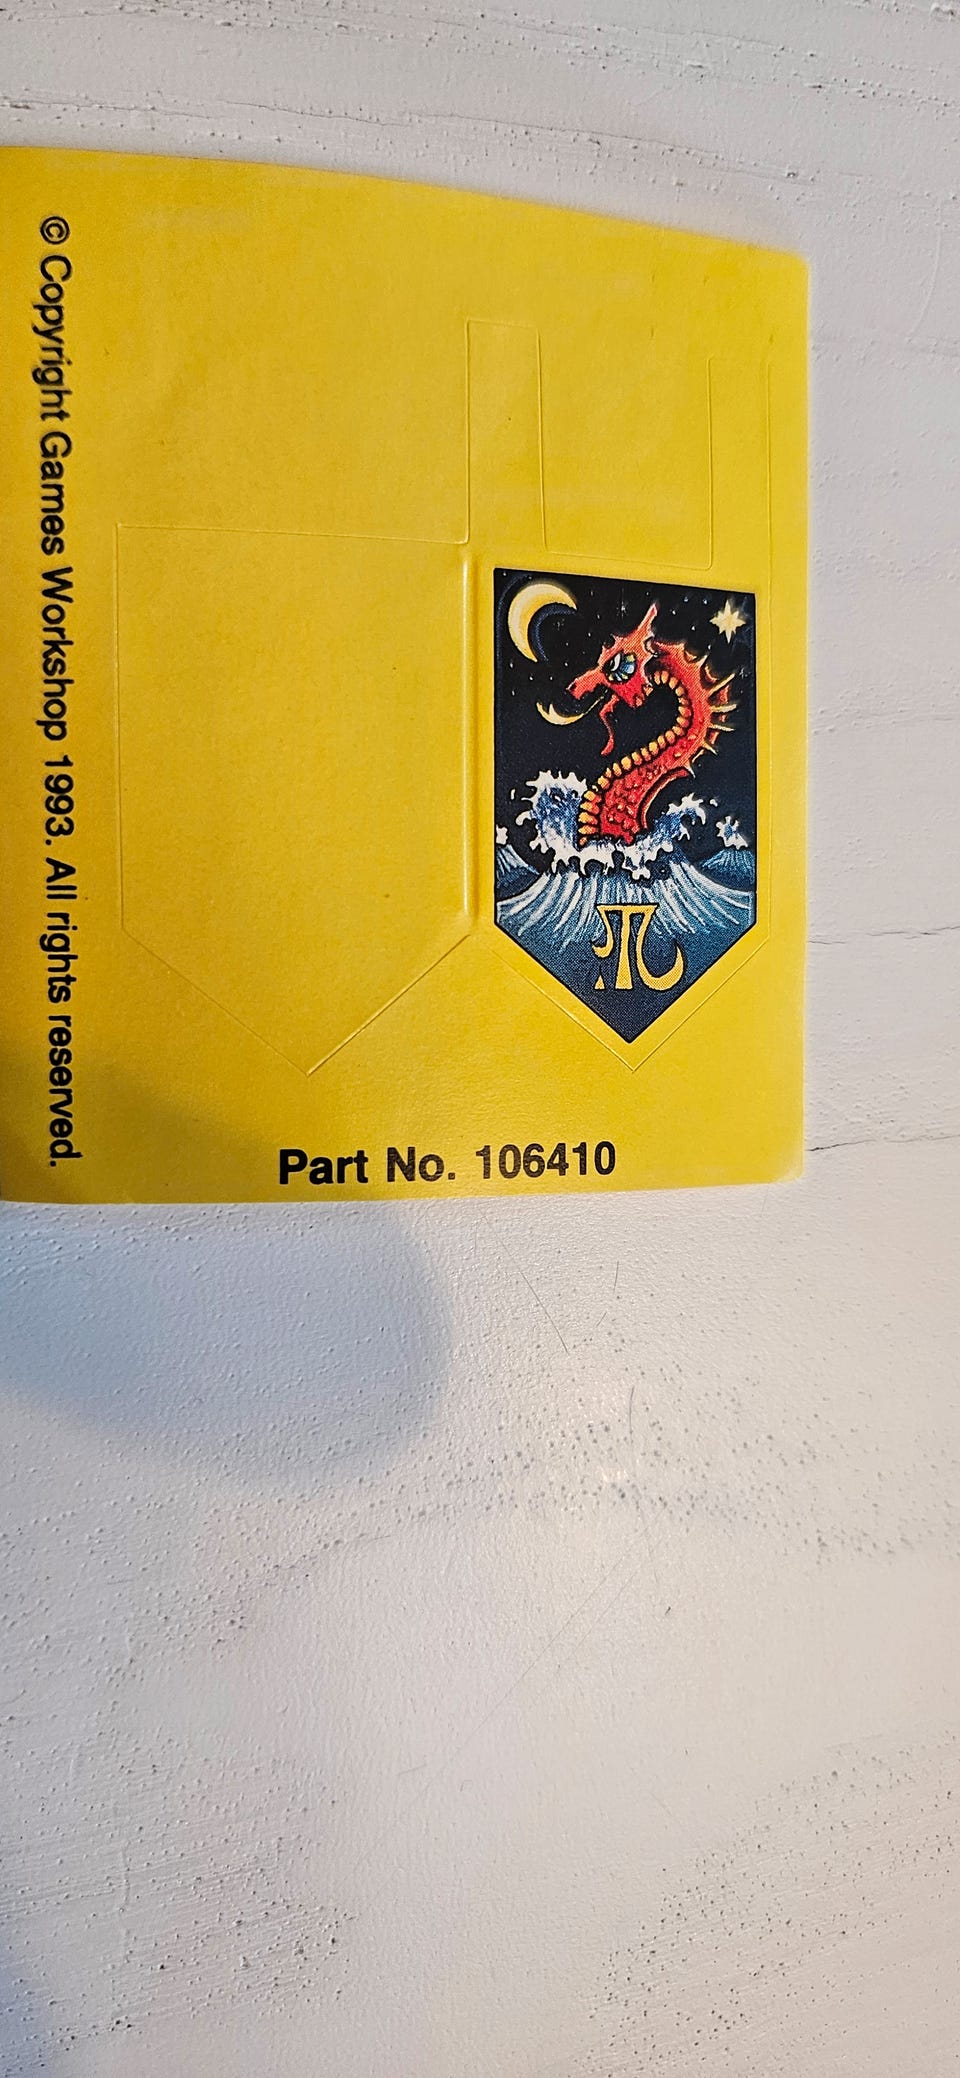 © Copyright Games Workshop 1993. All rights reserved.
Part No. 106410